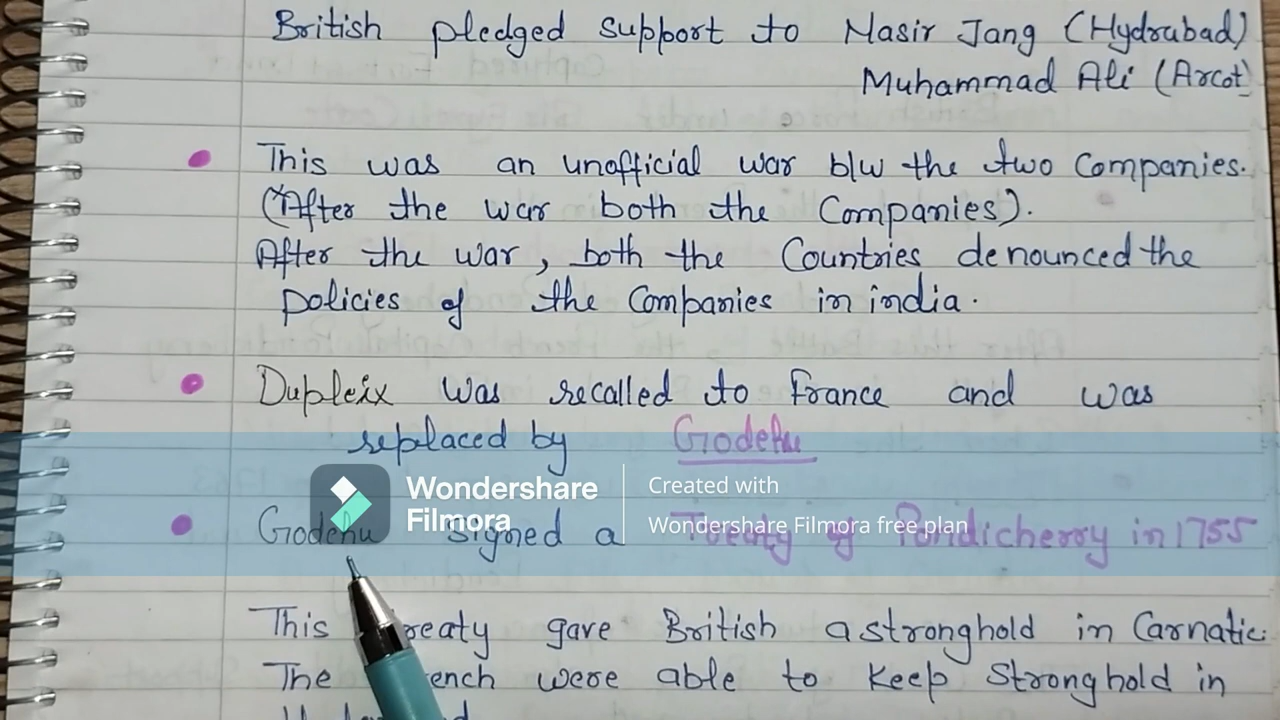 British pledged support to Nasir Jang (Hydrabad)
Muhammad Ali (Arcot)
This was an unofficial war b/w the two Companies.
(After the war both the Companies).
After the war, both the Countries denounced the
policies of the Companies in india.
Dupleix was recalled to France and was
replaced by Godehu
Wondershare
Filmora
Created with
Wondershare Filmora free plan
Godehu signed a Treaty of Pondicherry in 1755
This Treaty gave British a stronghold in Carnatic.
The were able to Keep Stronghold in